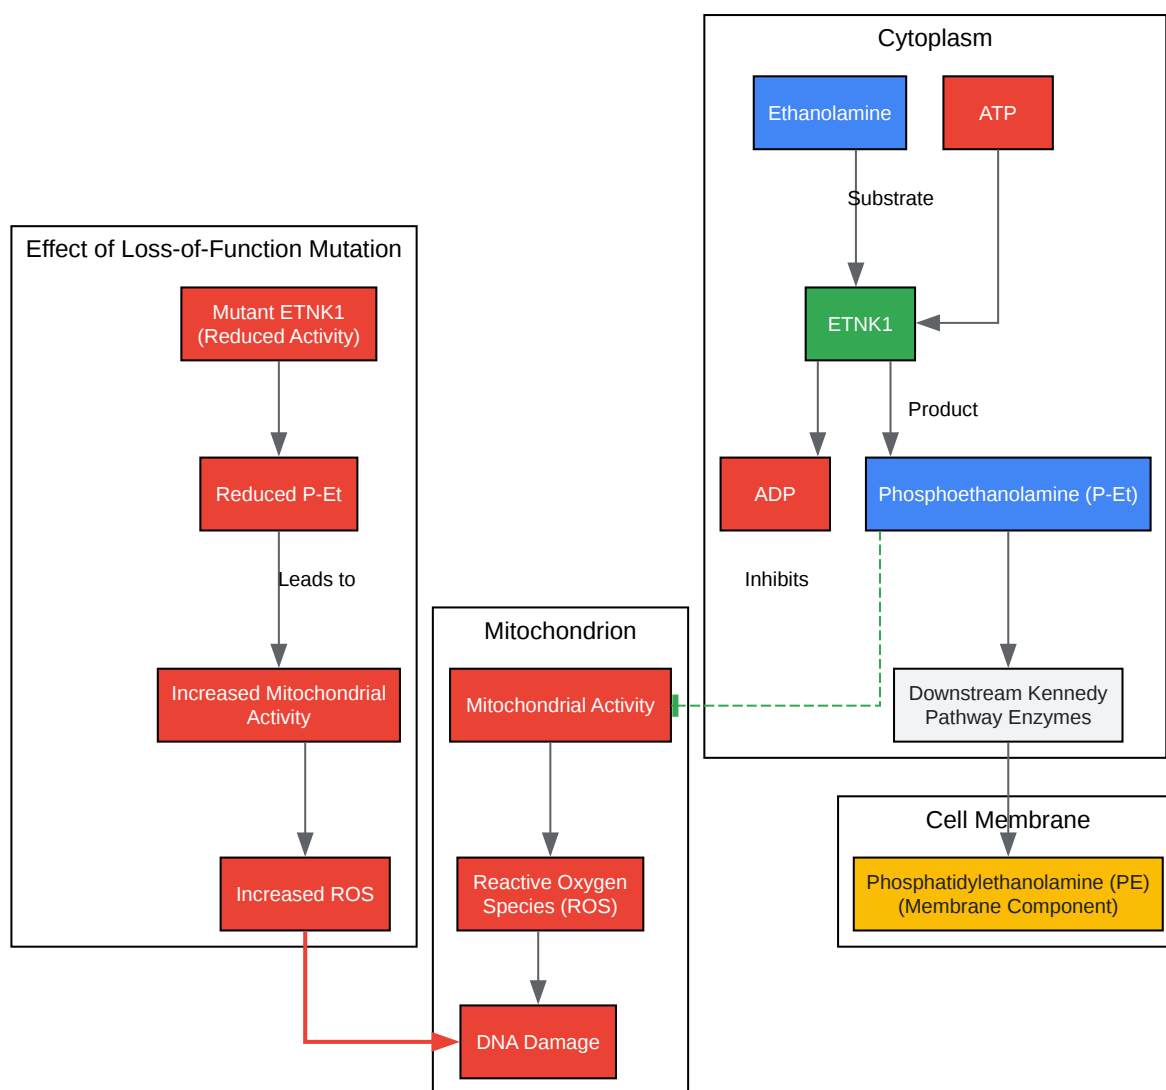 Cytoplasm
Ethanolamine
ATP
Substrate
ETNK1
Product
ADP
Phosphoethanolamine (P-Et)
Inhibits
Downstream Kennedy
Pathway Enzymes
Effect of Loss-of-Function Mutation
Mutant ETNK1
(Reduced Activity)
Reduced P-Et
Leads to
Increased Mitochondrial
Activity
Increased ROS
Mitochondrion
Mitochondrial Activity
Reactive Oxygen
Species (ROS)
DNA Damage
Cell Membrane
Phosphatidylethanolamine (PE)
(Membrane Component)